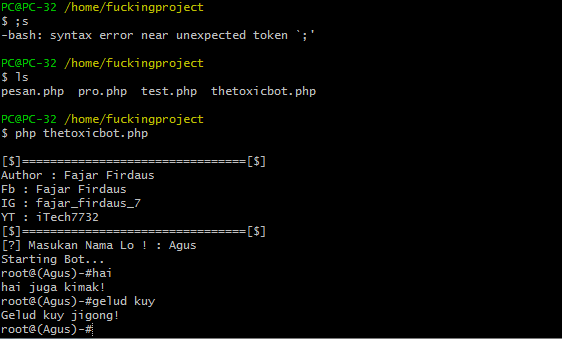 PC@PC-32 /home/fuckingproject
$ ;s
-bash: syntax error near unexpected token `;'
PC@PC-32 /home/fuckingproject
$ ls
pesan.php  pro.php  test.php  thetoxicbot.php
PC@PC-32 /home/fuckingproject
$ php thetoxicbot.php
[$]================================[$]
Author : Fajar Firdaus
Fb : Fajar Firdaus
IG : fajar_firdaus_7
YT : iTech7732
[$]================================[$]
[?] Masukan Nama Lo ! : Agus
Starting Bot...
root@(Agus)-#hai
hai juga kimak!
root@(Agus)-#gelud kuy
Gelud kuy jigong!
root@(Agus)-#